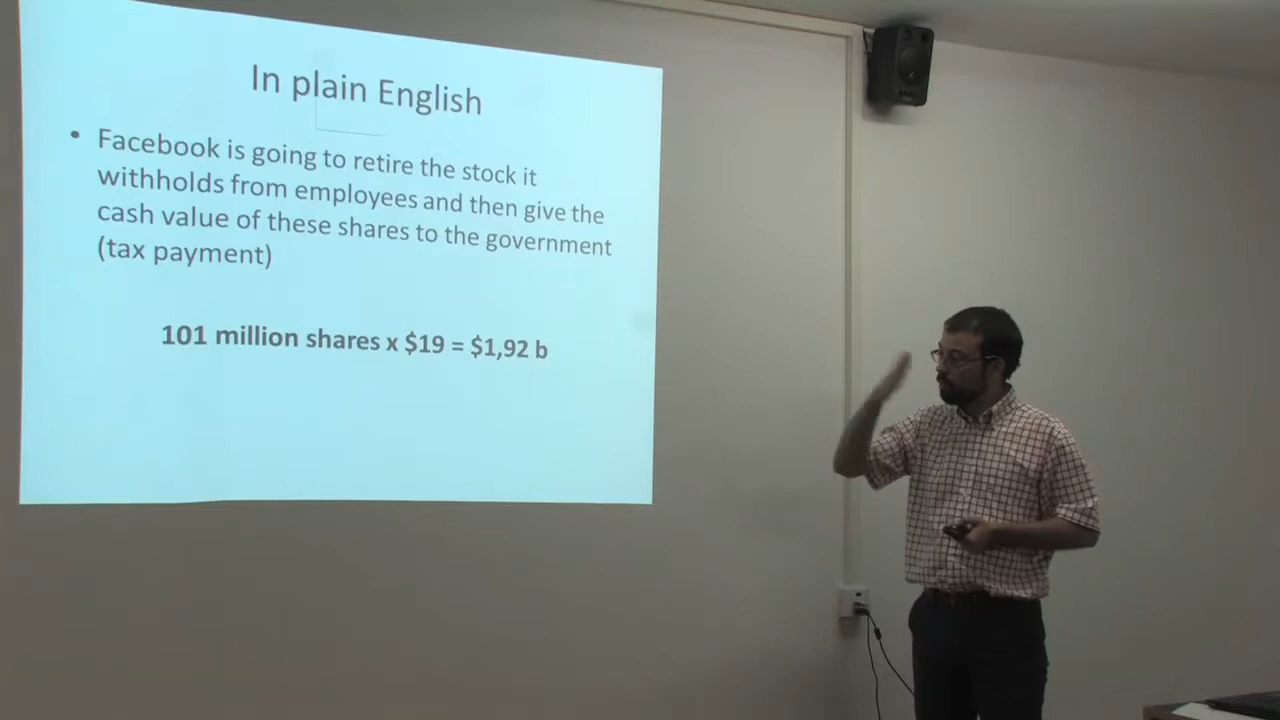 In plain English
• Facebook is going to retire the stock it
withholds from employees and then give the
cash value of these shares to the government
(tax payment)
101 million shares x $19 = $1,92 b